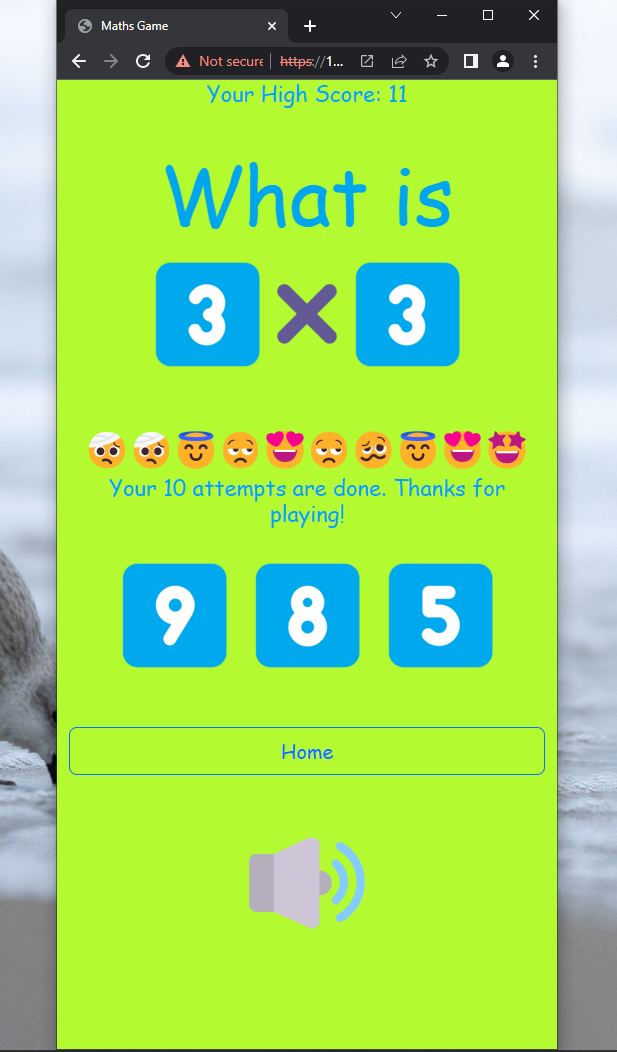 Maths Game
Not secure https://1...
Your High Score: 11
What is
3 × 3
Your 10 attempts are done. Thanks for
playing!
9 8 5
Home